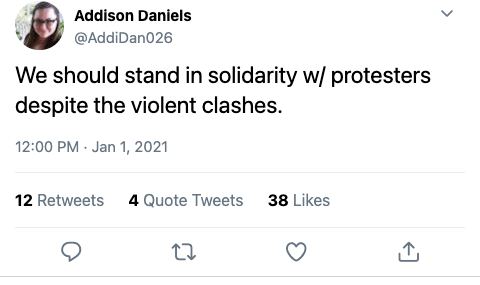 Addison Daniels
@AddiDan026
We should stand in solidarity w/ protesters
despite the violent clashes.
12:00 PM · Jan 1, 2021
12 Retweets 4 Quote Tweets 38 Likes